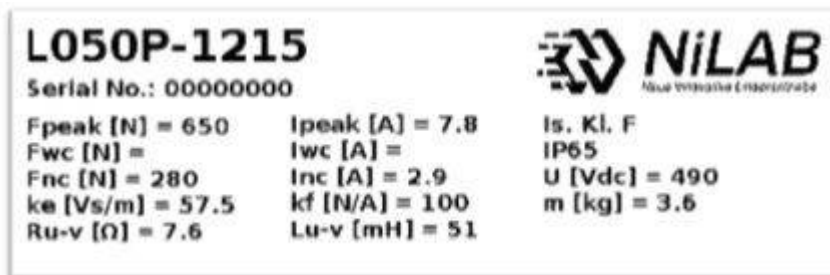 L050P-1215
NiLAB
Serial No.: 00000000
Fpeak [N] = 650
Fwc [N] =
Fnc [N] = 280
ke [Vs/m] = 57.5
Ru-v [Ω] = 7.6
Ipeak [A] = 7.8
Iwc [A] =
Inc [A] = 2.9
kf [N/A] = 100
Lu-v [mH] = 51
Is. Kl. F
IP65
U [Vdc] = 490
m [kg] = 3.6